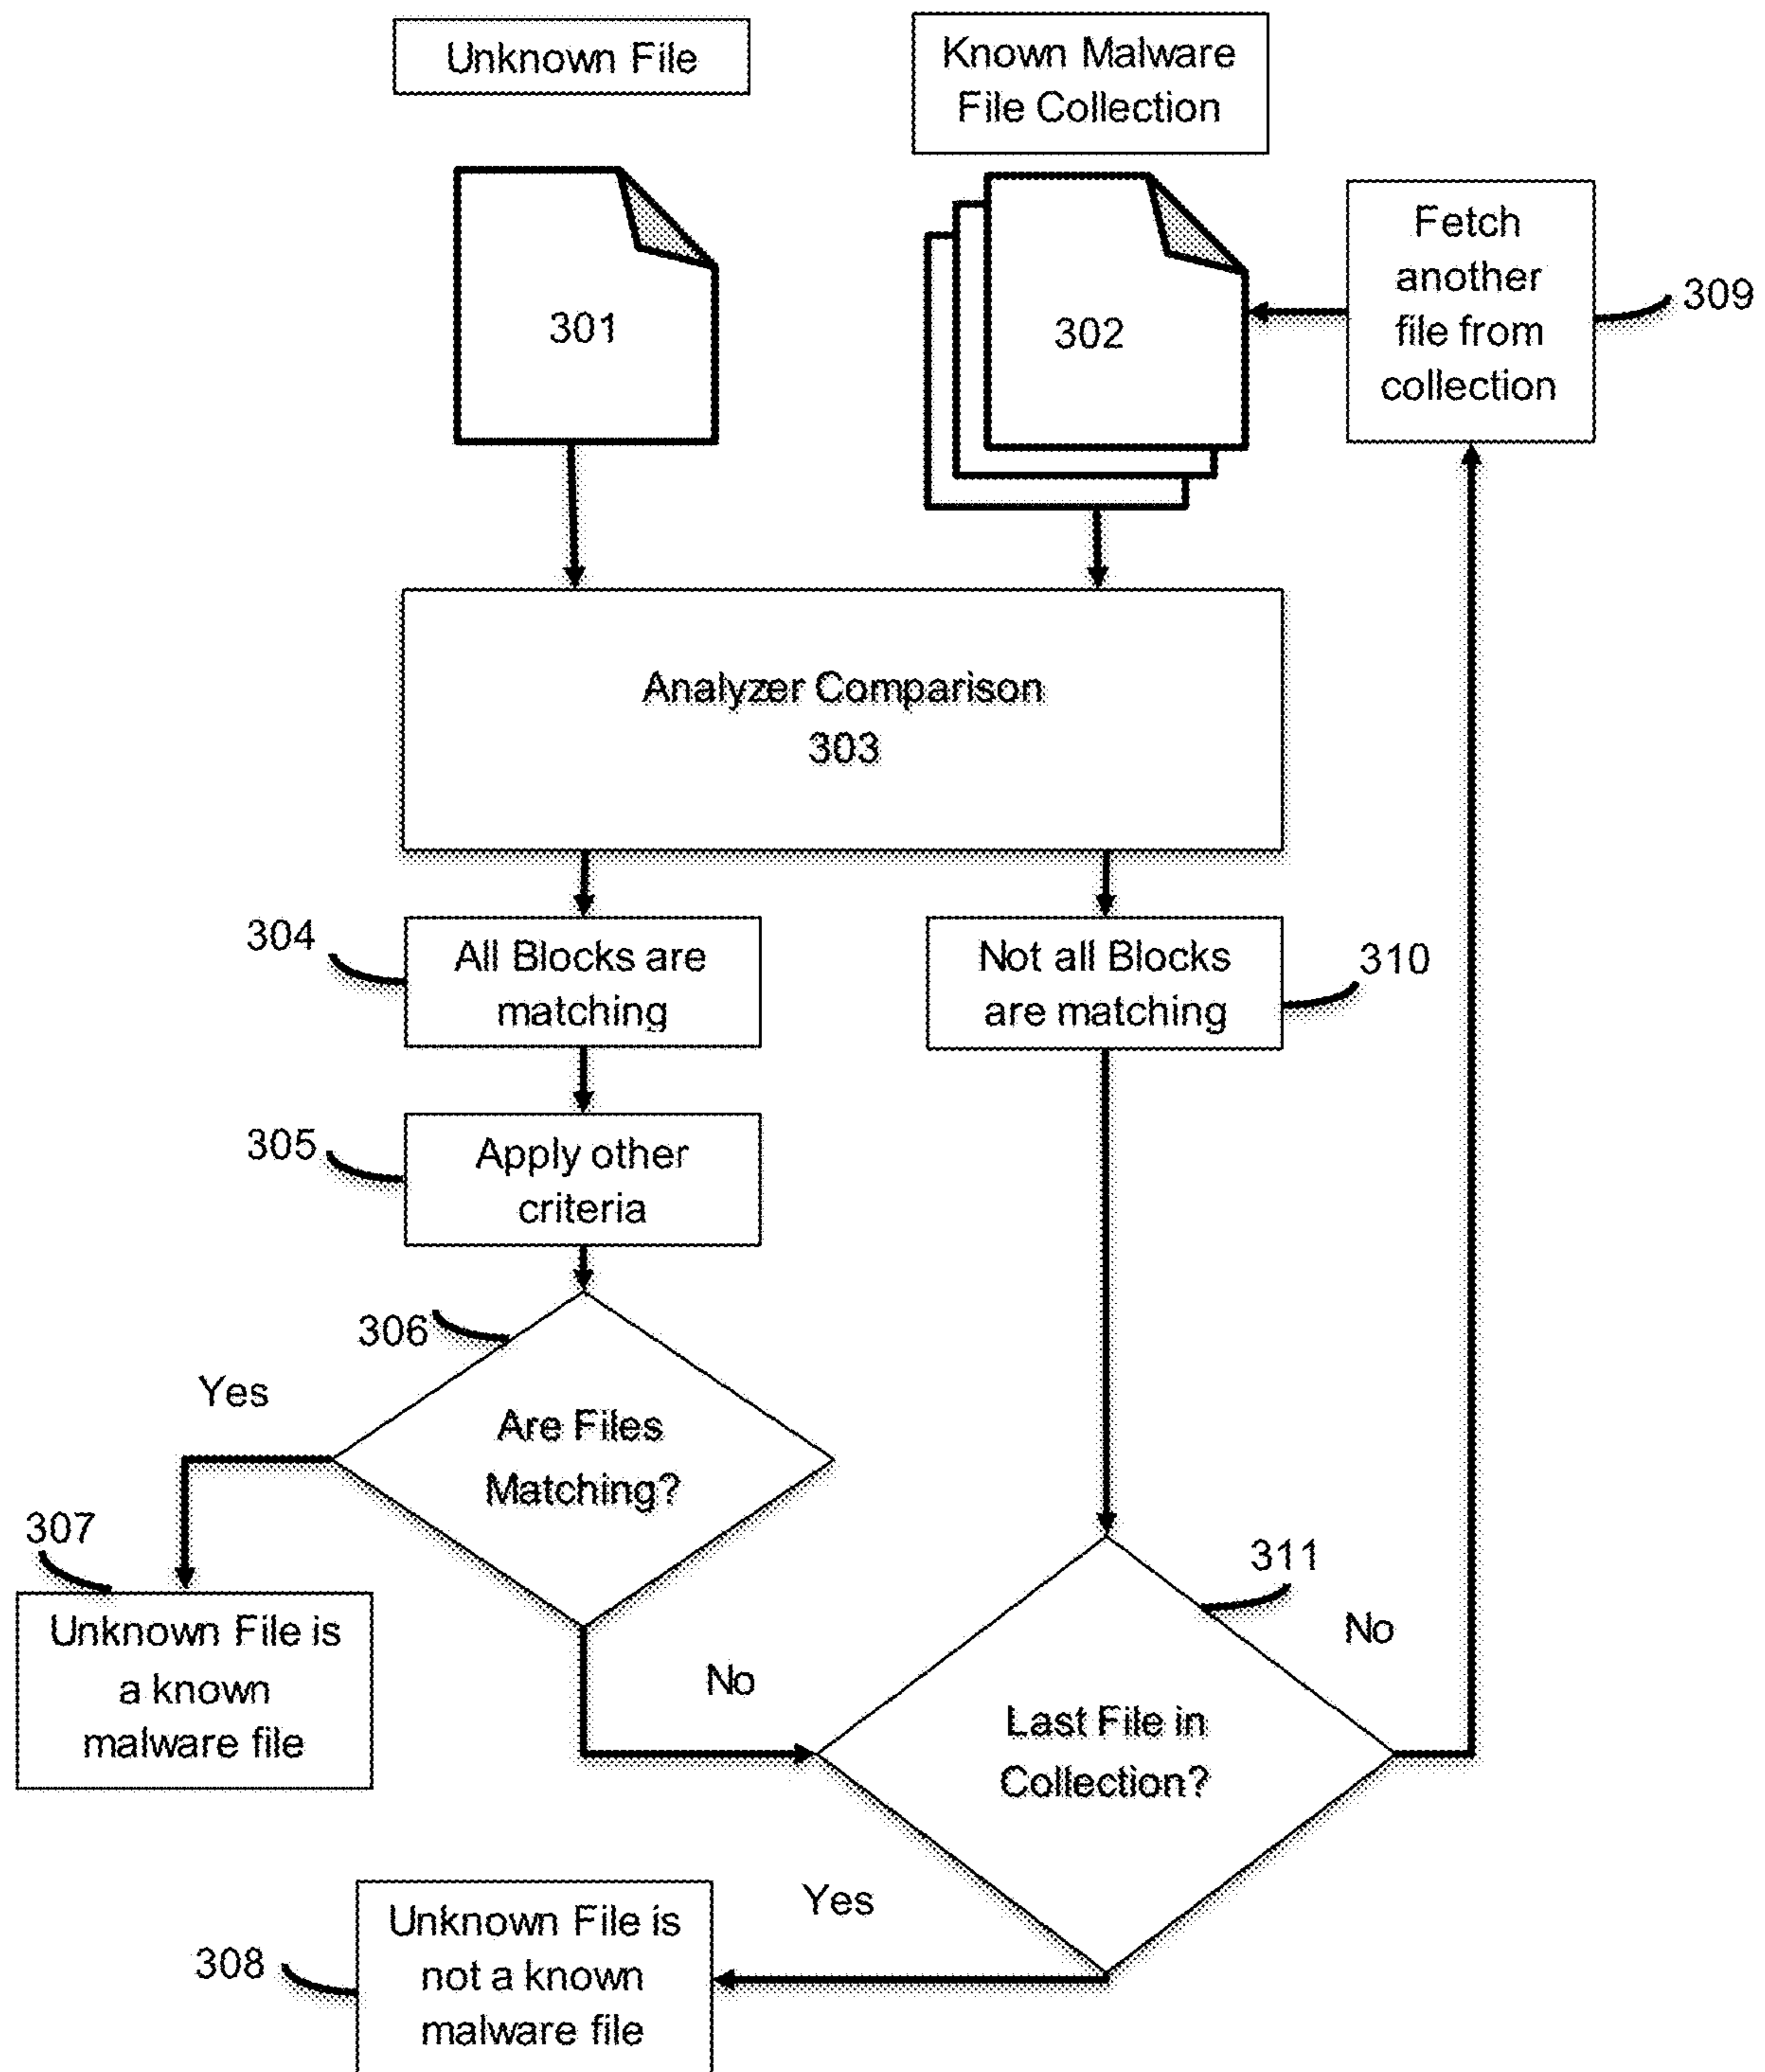 Unknown File
Known Malware
File Collection
301
302
Fetch
another
file from
collection
309
Analyzer Comparison
303
304
All Blocks are
matching
Not all Blocks
are matching
310
305
Apply other
criteria
306
Yes
Are Files
Matching?
307
Unknown File is
a known
malware file
No
311
No
Last File in
Collection?
308
Unknown File is
not a known
malware file
Yes